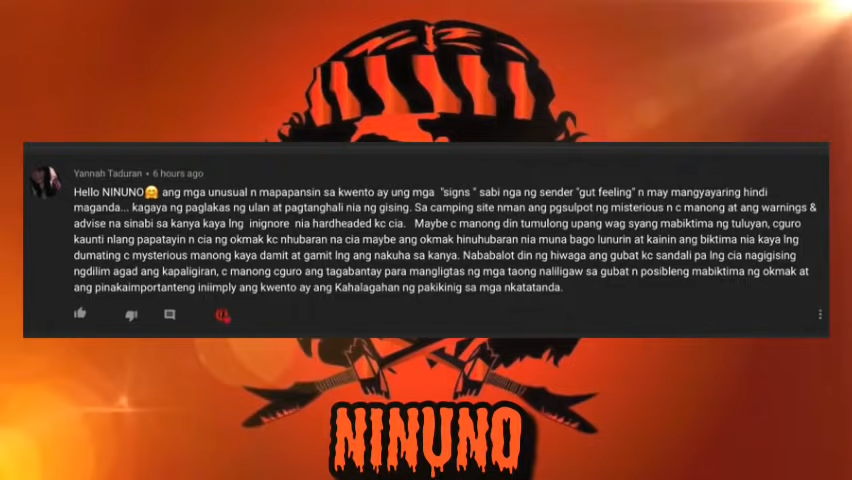 Yannah Taduran • 6 hours ago
Hello NINUNO🤗 ang mga unusual n mapapansin sa kwento ay ung mga "signs " sabi nga ng sender "gut feeling" n may mangyayaring hindi
maganda... kagaya ng paglakas ng ulan at pagtanghali nia ng gising. Sa camping site nman ang pgsulpot ng misterious n c manong at ang warnings &
advise na sinabi sa kanya kaya lng inignore nia hardheaded kc cia. Maybe c manong din tumulong upang wag syang mabiktima ng tuluyan, cguro
kaunti nlang papatayin n cia ng okmak kc nhubaran na cia maybe ang okmak hinuhubaran nia muna bago lunurin at kainin ang biktima nia kaya lng
dumating c mysterious manong kaya damit at gamit lng ang nakuha sa kanya. Nababalot din ng hiwaga ang gubat kc sandali pa lng cia nagigising
ngdilim agad ang kapaligiran, c manong cguro ang tagabantay para mangligtas ng mga taong naliligaw sa gubat n posibleng mabiktima ng okmak at
ang pinakaimportanteng iniimply ang kwento ay ang Kahalagahan ng pakikinig sa mga nkatatanda.
NINUNO